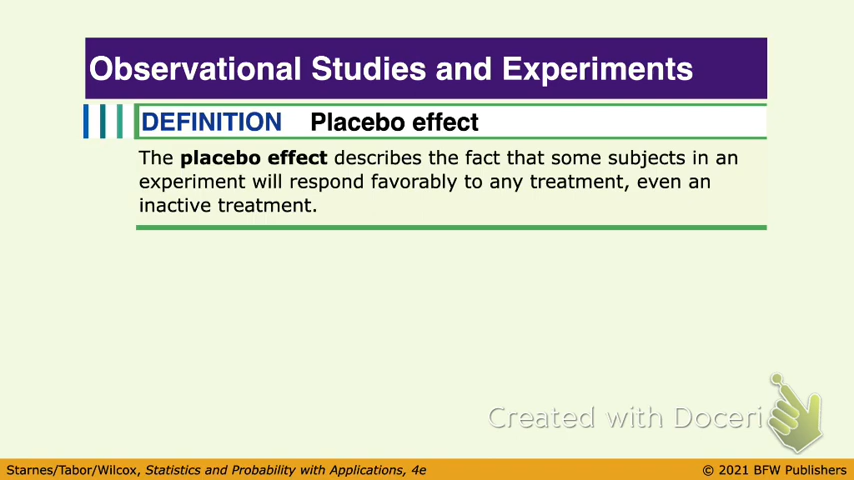 Observational Studies and Experiments
DEFINITION Placebo effect
The placebo effect describes the fact that some subjects in an
experiment will respond favorably to any treatment, even an
inactive treatment.
Created with Doceri
Starnes/Tabor/Wilcox, Statistics and Probability with Applications, 4e
© 2021 BFW Publishers